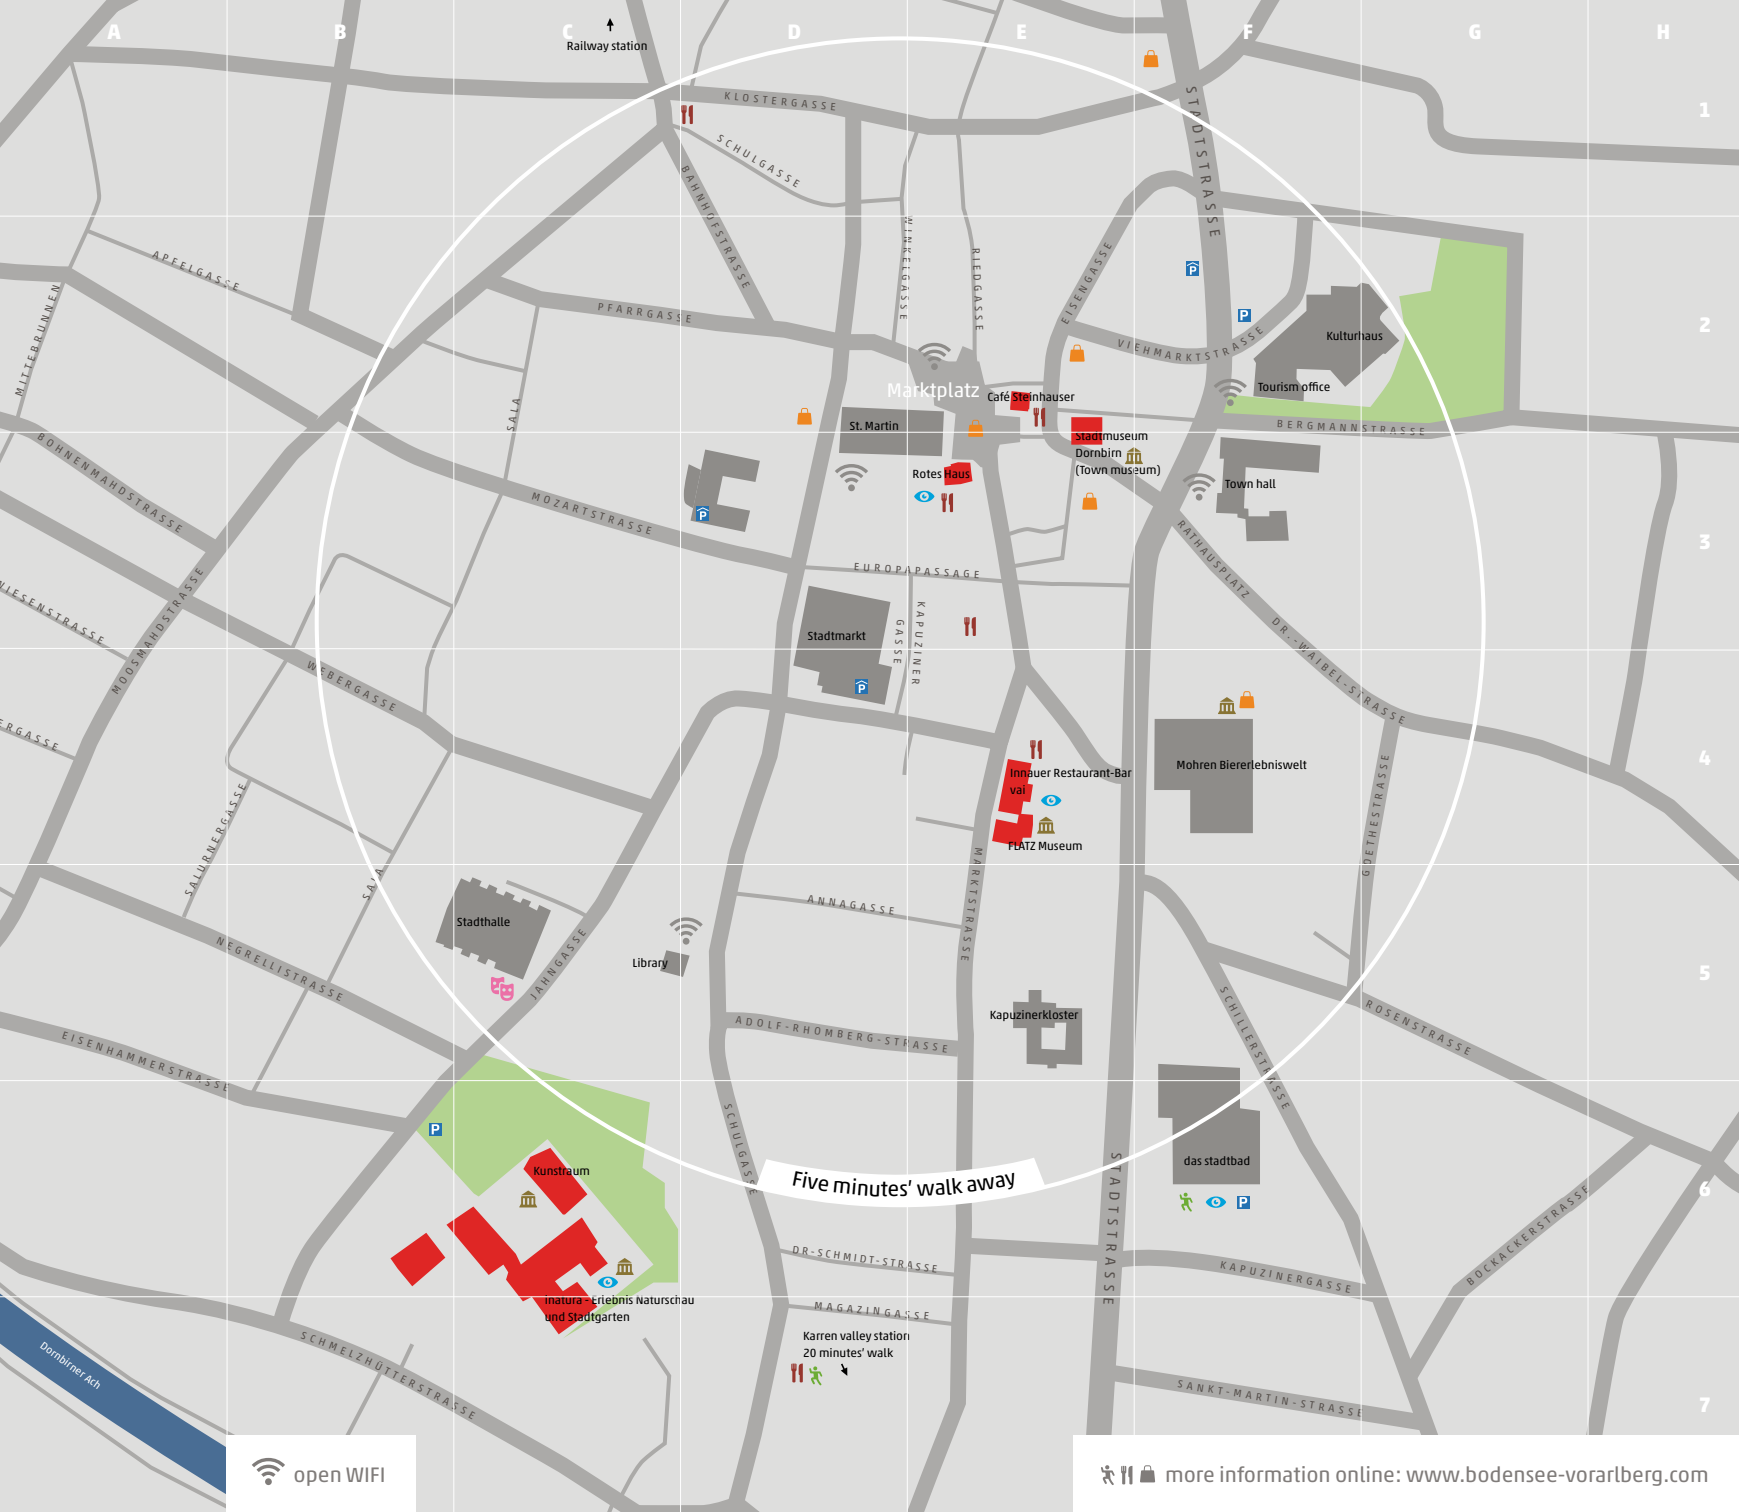 A
B
C
D
E
F
G
H
Railway station
KLOSTERGASSE
SCHULGASSE
BAHNHOFSTRASSE
STADTSTRASSE
1
APFELGASSE
MITTEBRUNNEN
PFARRGASSE
WINKELGASSE
RIEDGASSE
EISENGASSE
VIEHMARKTSTRASSE
P
P
Kulturhaus
2
Tourism office
Marktplatz
Café Steinhauser
SALA
St. Martin
BERGMANNSTRASSE
Stadtmuseum
Dornbirn
(Town museum)
BOHNENMAHDSTRASSE
Rotes Haus
Town hall
MOZARTSTRASSE
P
RATHAUSPLATZ
3
EUROPAPASSAGE
MOOSMAHDSTRASSE
KAPUZINER
GASSE
Stadtmarkt
P
DR.-WAIBEL-STRASSE
WEBERGASSE
Mohren Biererlebniswelt
4
Innauer Restaurant-Bar
vai
FLATZ Museum
GOETHESTRASSE
SALURNERGASSE
SALA
MARKTSTRASSE
ANNAGASSE
Stadthalle
Library
JAHNGASSE
NEGRELLISTRASSE
5
Kapuzinerkloster
SCHILLERSTRASSE
ROSENSTRASSE
EISENHAMMERSTRASSE
ADOLF-RHOMBERG-STRASSE
P
SCHULGASSE
das stadtbad
P
Kunstraum
Five minutes' walk away
STADTSTRASSE
6
BOCKACKERSTRASSE
DR-SCHMIDT-STRASSE
KAPUZINERGASSE
inatura - Erlebnis Naturschau
und Stadtgarten
MAGAZINGASSE
Karren valley station
20 minutes' walk
SCHMELZHÜTTERSTRASSE
Dornbirner Ach
SANKT-MARTIN-STRASSE
7
open WIFI
more information online: www.bodensee-vorarlberg.com